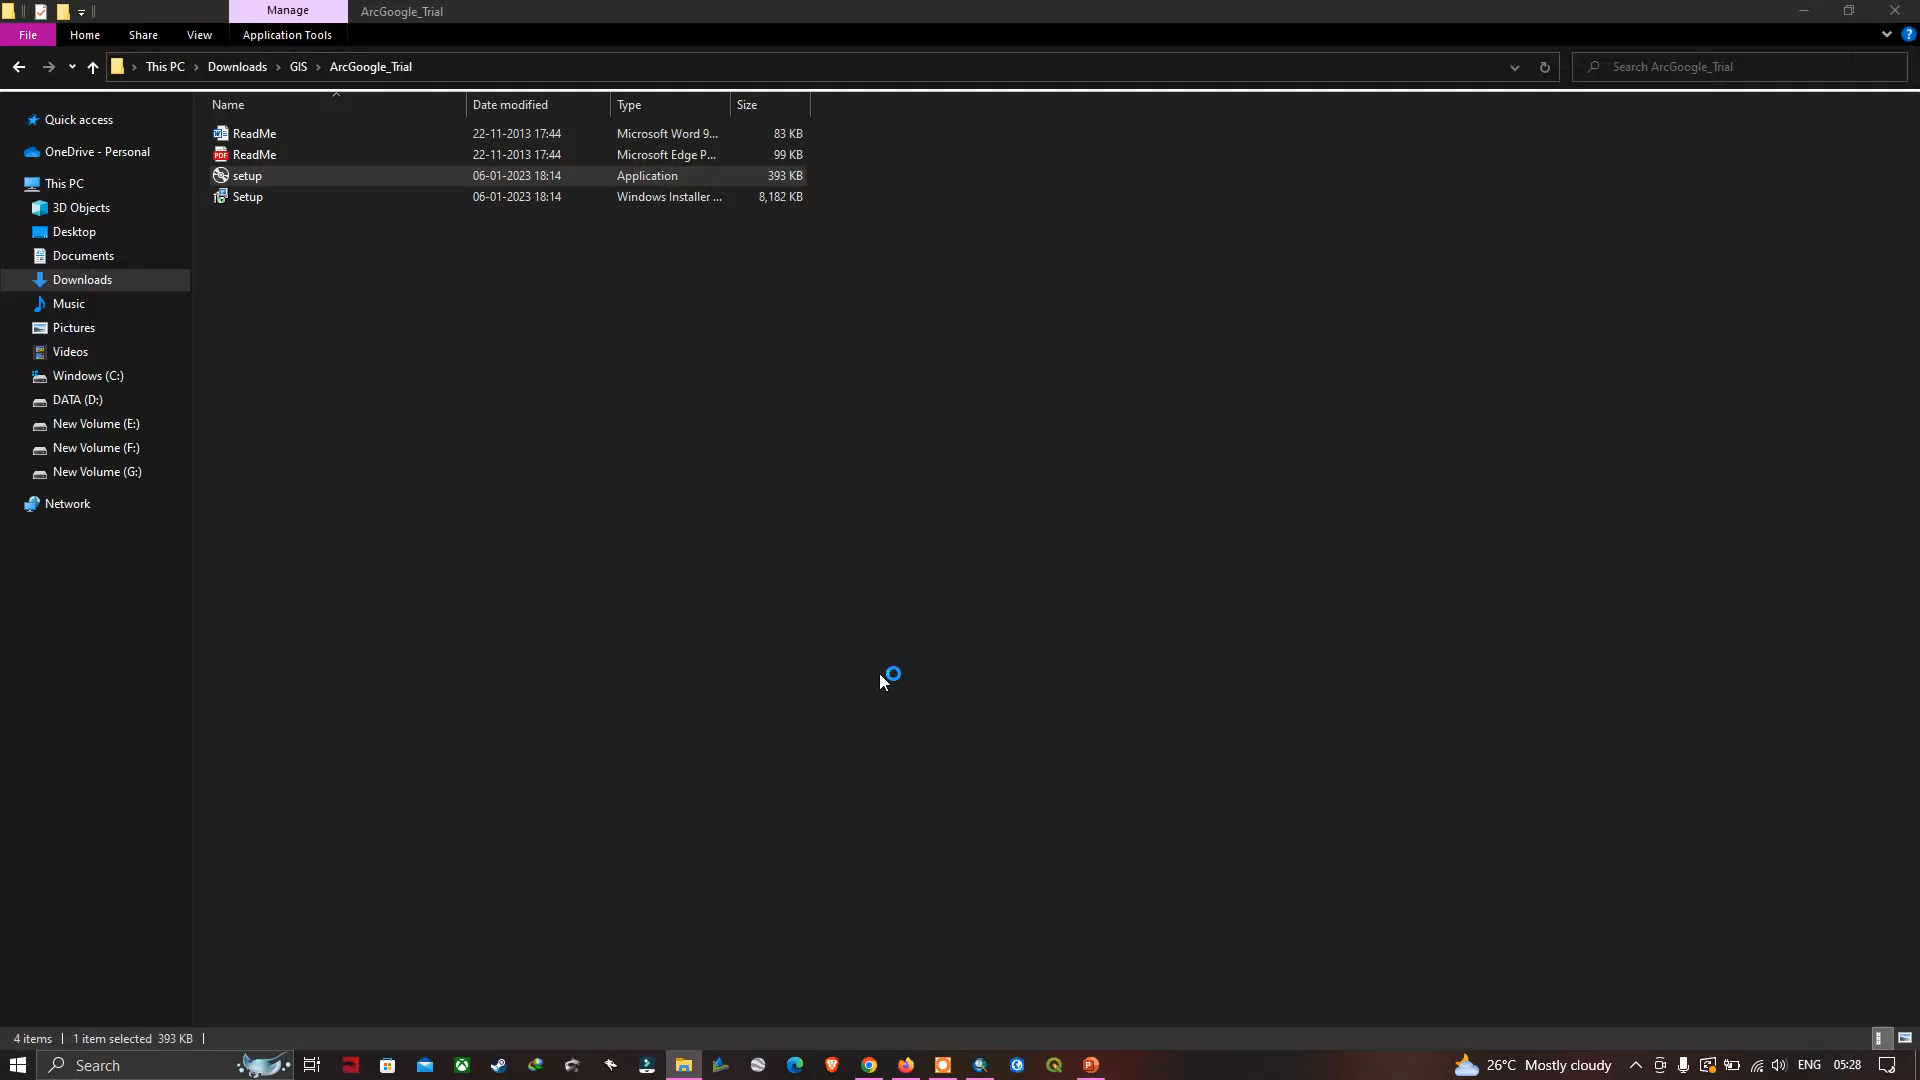 Manage
ArcGoogle_Trial
File
Home
Share
View
Application Tools
This PC
Downloads
GIS
ArcGoogle_Trial
Search ArcGoogle_Trial
Name
Date modified
Type
Size
ReadMe 22-11-2013 17:44 Microsoft Word 9... 83 KB
ReadMe 22-11-2013 17:44 Microsoft Edge P... 99 KB
setup 06-01-2023 18:14 Application 393 KB
Setup 06-01-2023 18:14 Windows Installer ... 8,182 KB
Quick access
OneDrive - Personal
This PC
3D Objects
Desktop
Documents
Downloads
Music
Pictures
Videos
Windows (C:)
DATA (D:)
New Volume (E:)
New Volume (F:)
New Volume (G:)
Network
4 items
1 item selected 393 KB
Search
26°C Mostly cloudy
ENG
05:28